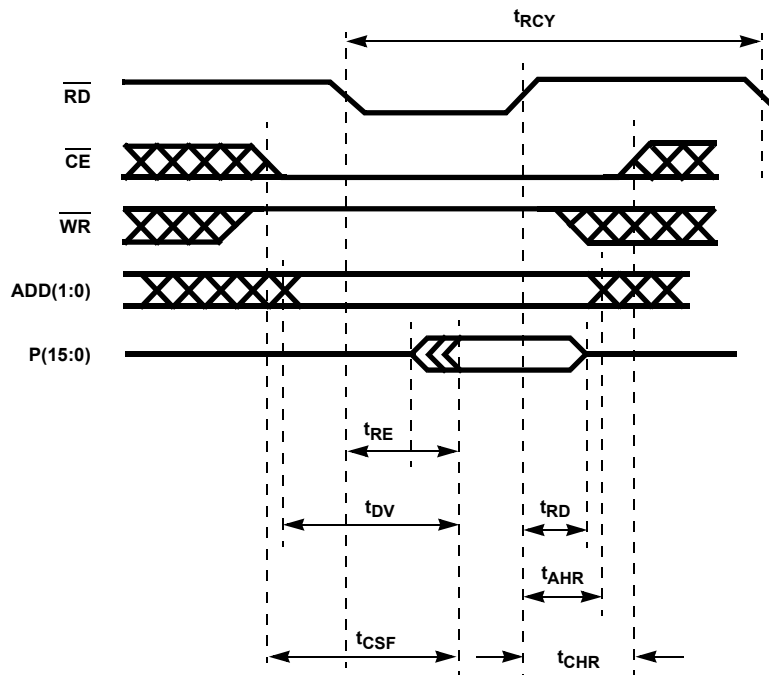 tRCY
RD
CE
WR
ADD(1:0)
P(15:0)
tRE
tDV
tRD
tAHR
tCSF
tCHR